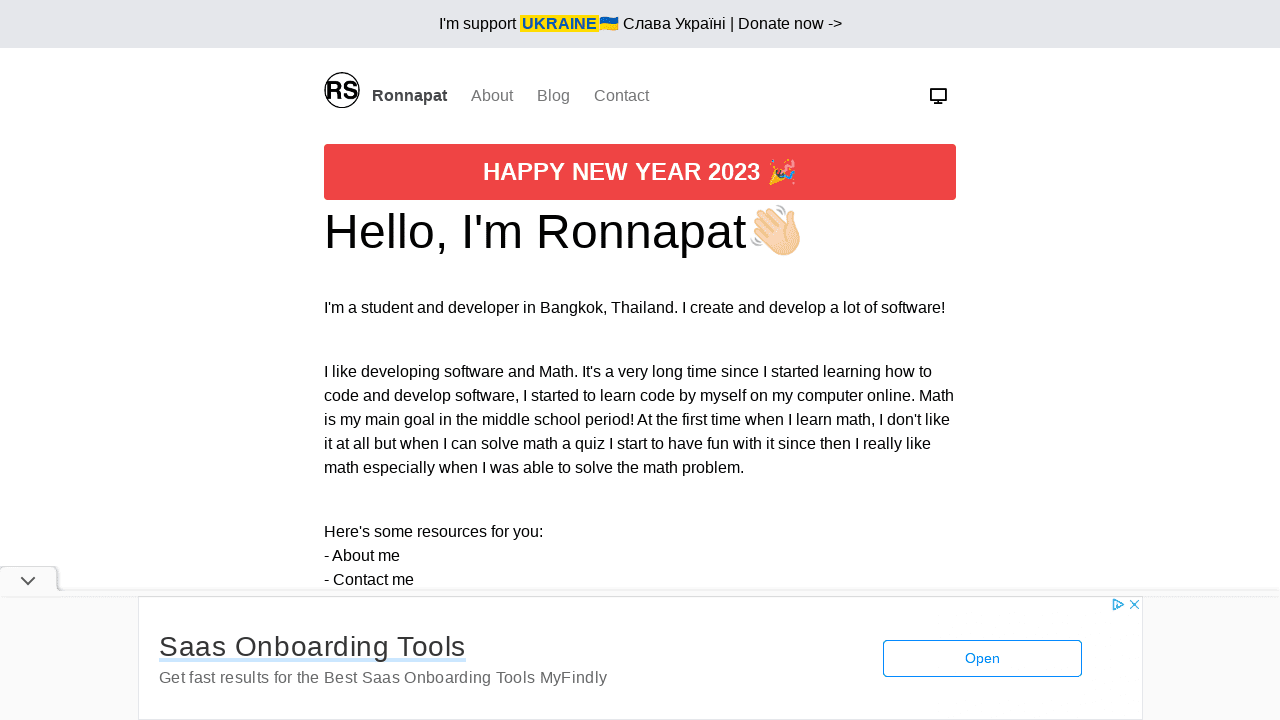 I'm support UKRAINE🇺🇦 Слава Україні | Donate now ->
RS Ronnapat About Blog Contact
HAPPY NEW YEAR 2023 🎉
Hello, I'm Ronnapat👋🏻
I'm a student and developer in Bangkok, Thailand. I create and develop a lot of software!
I like developing software and Math. It's a very long time since I started learning how to
code and develop software, I started to learn code by myself on my computer online. Math
is my main goal in the middle school period! At the first time when I learn math, I don't like
it at all but when I can solve math a quiz I start to have fun with it since then I really like
math especially when I was able to solve the math problem.
Here's some resources for you:
- About me
- Contact me
Saas Onboarding Tools
Get fast results for the Best Saas Onboarding Tools MyFindly
Open